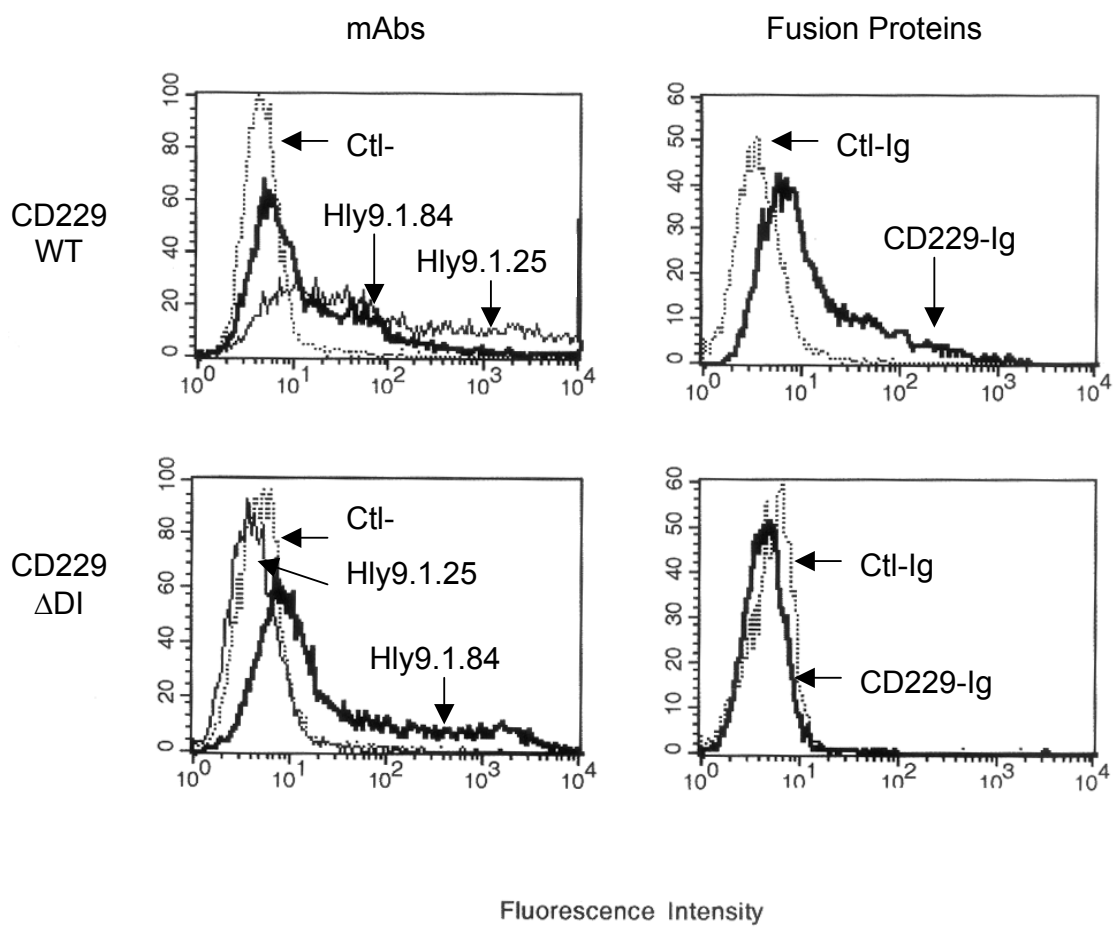 mAbs
Fusion Proteins
CD229
WT
100
80
60
40
20
0
Ctl-
Hly9.1.84
Hly9.1.25
10^0 10^1 10^2 10^3 10^4
60
50
40
30
20
10
0
Ctl-Ig
CD229-Ig
10^0 10^1 10^2 10^3 10^4
CD229
ΔDI
100
80
60
40
20
0
Ctl-
Hly9.1.25
Hly9.1.84
10^0 10^1 10^2 10^3 10^4
60
50
40
30
20
10
0
Ctl-Ig
CD229-Ig
10^0 10^1 10^2 10^3 10^4
Fluorescence Intensity